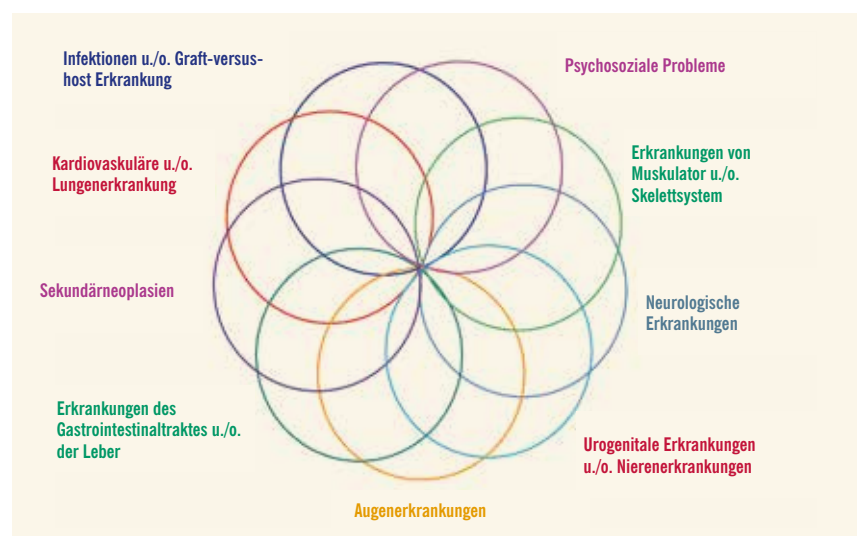 Infektionen u./o. Graft-versus-
host Erkrankung
Psychosoziale Probleme
Kardiovaskuläre u./o.
Lungenerkrankung
Erkrankungen von
Muskulator u./o.
Skelettsystem
Sekundärneoplasien
Neurologische
Erkrankungen
Erkrankungen des
Gastrointestinaltraktes u./o.
der Leber
Urogenitale Erkrankungen
u./o. Nierenerkrankungen
Augenerkrankungen